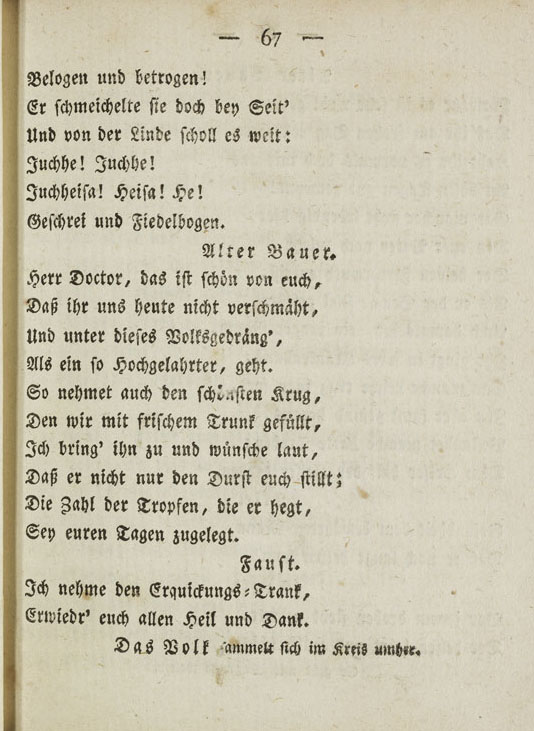 — 67 —
Belogen und betrogen!
Er schmeichelte sie doch bey Seit'
Und von der Linde scholl es weit:
Juchhe! Juchhe!
Juchheisa! Heisa! He!
Geschrei und Fiedelbogen.
Alter Bauer.
Herr Doctor, das ist schön von euch,
Daß ihr uns heute nicht verschmäht,
Und unter dieses Volksgedräng',
Als ein so Hochgelahrter, geht.
So nehmet auch den schönsten Krug,
Den wir mit frischem Trunk gefüllt,
Ich bring' ihn zu und wünsche laut,
Daß er nicht nur den Durst euch stillt;
Die Zahl der Tropfen, die er hegt,
Sey euren Tagen zugelegt.
Faust.
Ich nehme den Erquickungs-Trank,
Erwiedr' euch allen Heil und Dank.
Das Volk ammelt sich im Kreis umher.